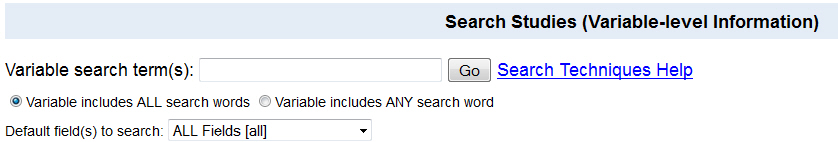 Search Studies (Variable-level Information)
Variable search term(s): Go Search Techniques Help
Variable includes ALL search words Variable includes ANY search word
Default field(s) to search: ALL Fields [all]